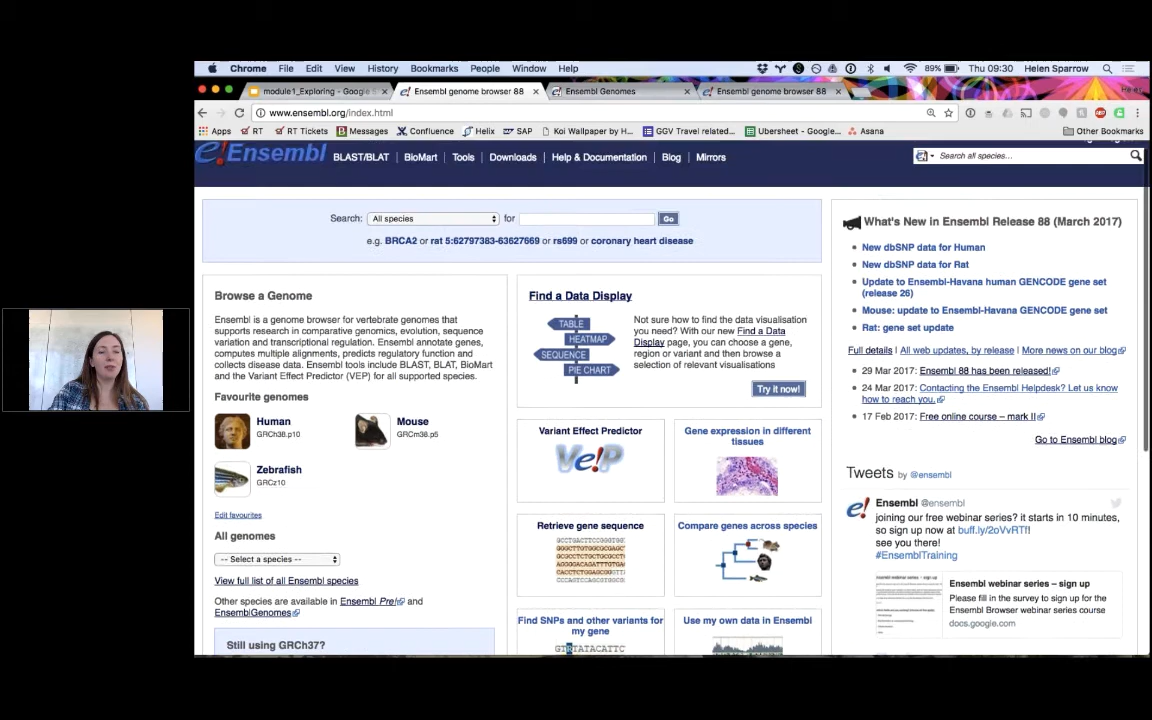 Chrome File Edit View History Bookmarks People Window Help 89% Thu 09:30 Helen Sparrow
module1_Exploring - Google S Ensembl genome browser 88 Ensembl Genomes Ensembl genome browser 88
www.ensembl.org/index.html
Apps RT RT Tickets Messages Confluence Helix SAP Koi Wallpaper by H... GGV Travel related... Ubersheet - Google... Asana Other Bookmarks
e!Ensembl BLAST/BLAT BioMart Tools Downloads Help & Documentation Blog Mirrors Search all species...
Search: All species for Go
e.g. BRCA2 or rat 5:62797383-63627669 or rs699 or coronary heart disease
Browse a Genome
Ensembl is a genome browser for vertebrate genomes that
supports research in comparative genomics, evolution, sequence
variation and transcriptional regulation. Ensembl annotate genes,
computes multiple alignments, predicts regulatory function and
collects disease data. Ensembl tools include BLAST, BLAT, BioMart
and the Variant Effect Predictor (VEP) for all supported species.
Favourite genomes
Human
GRCh38.p10
Mouse
GRCm38.p5
Zebrafish
GRCz10
Edit favourites
All genomes
-- Select a species --
View full list of all Ensembl species
Other species are available in Ensembl Pre! and
EnsemblGenomes
Still using GRCh37?
Find a Data Display
TABLE
HEATMAP
SEQUENCE
PIE CHART
Not sure how to find the data visualisation
you need? With our new Find a Data
Display page, you can choose a gene,
region or variant and then browse a
selection of relevant visualisations
Try it now!
Variant Effect Predictor
Ve!P
Gene expression in different
tissues
Retrieve gene sequence
Compare genes across species
Find SNPs and other variants for
my gene
Use my own data in Ensembl
What's New in Ensembl Release 88 (March 2017)
New dbSNP data for Human
New dbSNP data for Rat
Update to Ensembl-Havana human GENCODE gene set
(release 26)
Mouse: update to Ensembl-Havana GENCODE gene set
Rat: gene set update
Full details | All web updates, by release | More news on our blog
29 Mar 2017: Ensembl 88 has been released!
24 Mar 2017: Contacting the Ensembl Helpdesk? Let us know
how to reach you.
17 Feb 2017: Free online course – mark II
Go to Ensembl blog
Tweets by @ensembl
Ensembl @ensembl
joining our free webinar series? it starts in 10 minutes,
so sign up now at buff.ly/2oVvRTf!
see you there!
#EnsemblTraining
Ensembl webinar series – sign up
Please fill in the survey to sign up for the
Ensembl Browser webinar series course
docs.google.com